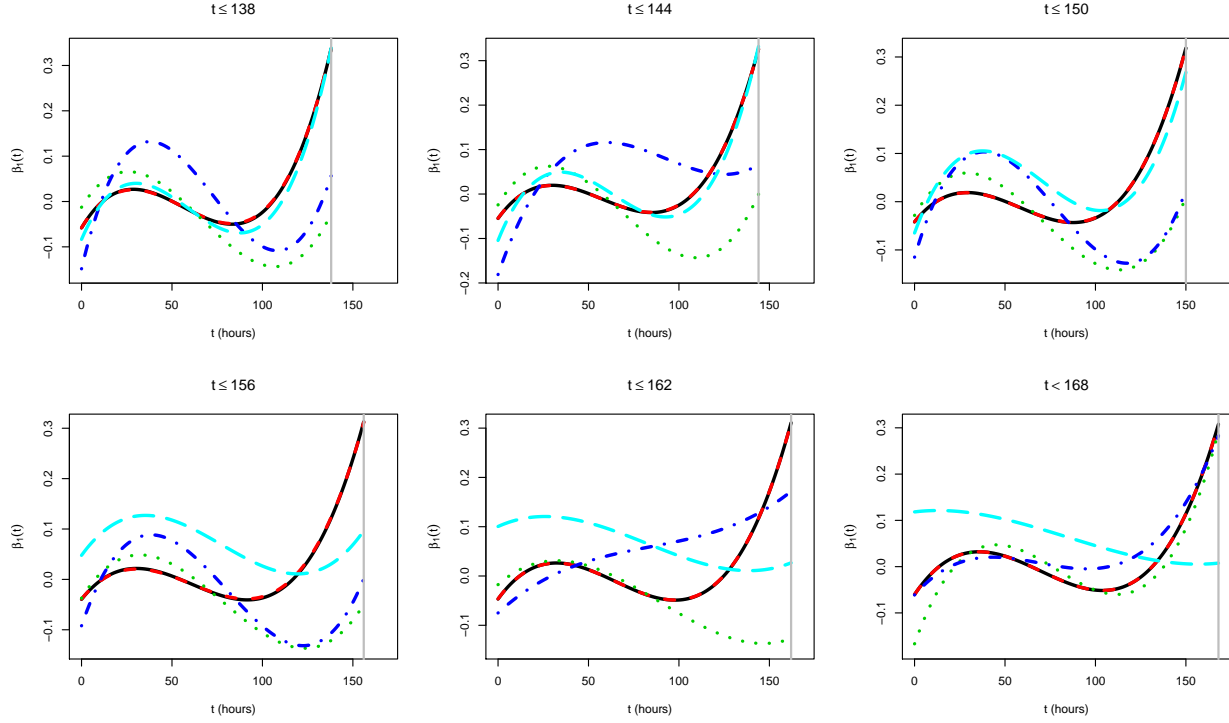 t ≤ 138
t ≤ 144
t ≤ 150
β₁(t)
0.3
0.2
0.1
0.0
−0.1
0 50 100 150
t (hours)
β₁(t)
0.3
0.2
0.1
0.0
−0.1
−0.2
0 50 100 150
t (hours)
β₁(t)
0.3
0.2
0.1
0.0
−0.1
0 50 100 150
t (hours)
t ≤ 156
t ≤ 162
t < 168
β₁(t)
0.3
0.2
0.1
0.0
−0.1
0 50 100 150
t (hours)
β₁(t)
0.3
0.2
0.1
0.0
−0.1
0 50 100 150
t (hours)
β₁(t)
0.3
0.2
0.1
0.0
−0.1
0 50 100 150
t (hours)